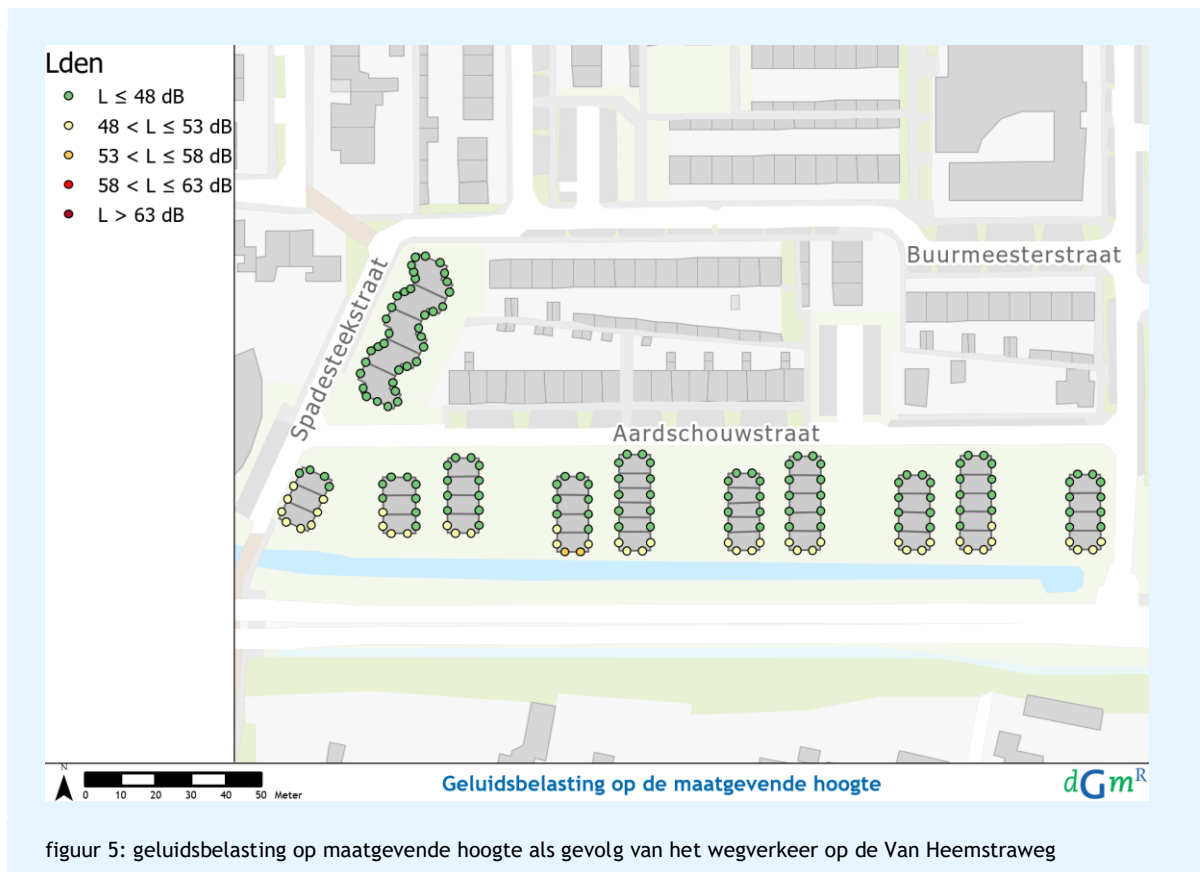 Lden
L ≤ 48 dB
48 < L ≤ 53 dB
53 < L ≤ 58 dB
58 < L ≤ 63 dB
L > 63 dB
Buurmeesterstraat
Spadesteekstraat
Aardschouwstraat
N
0 10 20 30 40 50 Meter
Geluidsbelasting op de maatgevende hoogte
dGmR
figuur 5: geluidsbelasting op maatgevende hoogte als gevolg van het wegverkeer op de Van Heemstraweg